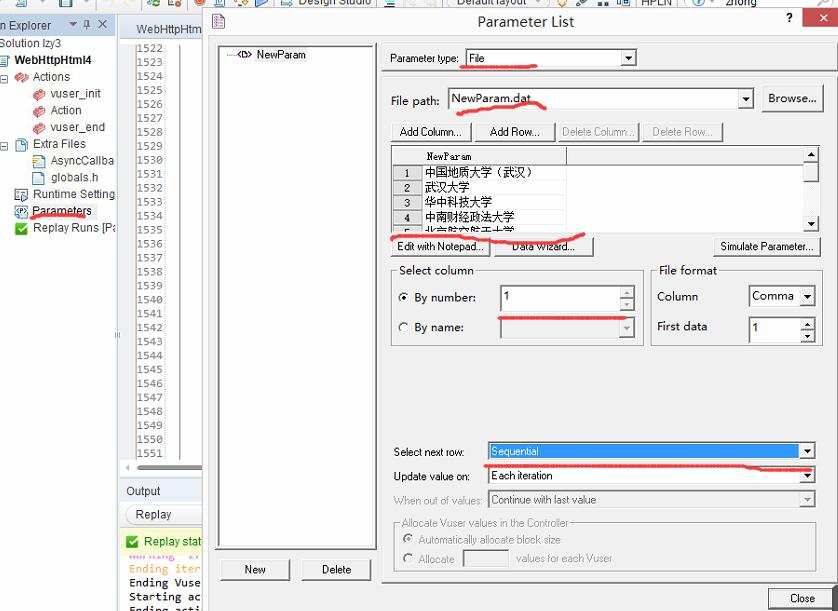 Design Studio
Default layout
HPLN
zhong
n Explorer
Solution lzy3
WebHttpHtml4
Actions
vuser_init
Action
vuser_end
Extra Files
AsyncCallba
globals.h
Runtime Setting
Parameters
Replay Runs [Pa
WebHttpHtm
1522
1523
1524
1525
1526
1527
1528
1529
1530
1531
1532
1533
1534
1535
1536
1537
1538
1539
1540
1541
1542
1543
1544
1545
1546
1547
1548
1549
1550
1551
Output
Replay
Replay stat
Ending iter
Ending Vuse
Starting ac
Ending acti
Parameter List
?
NewParam
Parameter type:
File
File path:
NewParam.dat
Browse...
Add Column...
Add Row...
Delete Column...
Delete Row...
NewParam
1 中国地质大学（武汉）
2 武汉大学
3 华中科技大学
4 中南财经政法大学
5 北京航空航天大学
Edit with Notepad...
Data Wizard...
Simulate Parameter...
Select column
By number:
1
By name:
File format
Column
Comma
First data
1
Select next row:
Sequential
Update value on:
Each iteration
When out of values:
Continue with last value
Allocate Vuser values in the Controller
Automatically allocate block size
Allocate
values for each Vuser
New
Delete
Close